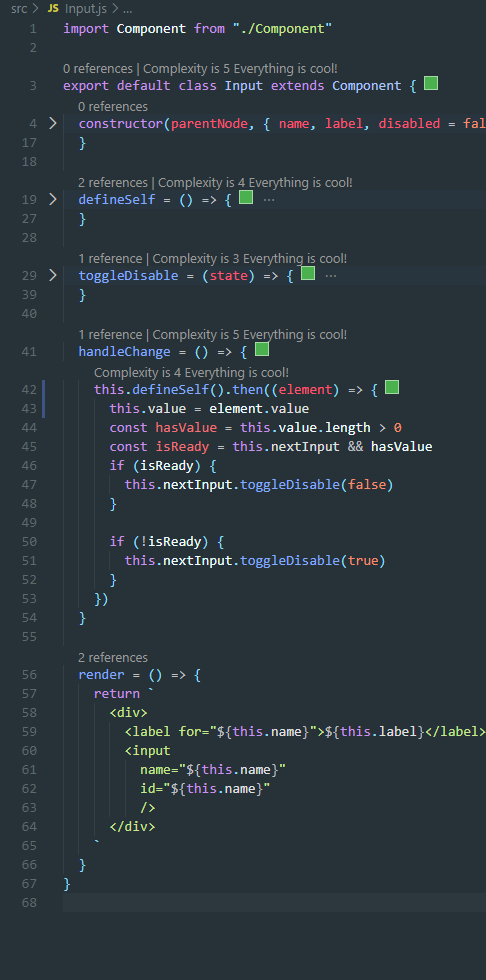 src > JS Input.js > ...
1 import Component from "./Component"
2
0 references | Complexity is 5 Everything is cool!
3 export default class Input extends Component {
0 references
4 constructor(parentNode, { name, label, disabled = fal
17 }
18
2 references | Complexity is 4 Everything is cool!
19 defineSelf = () => { ...
27 }
28
1 reference | Complexity is 3 Everything is cool!
29 toggleDisable = (state) => { ...
39 }
40
1 reference | Complexity is 5 Everything is cool!
41 handleChange = () => {
Complexity is 4 Everything is cool!
42 this.defineSelf().then((element) => {
43 this.value = element.value
44 const hasValue = this.value.length > 0
45 const isReady = this.nextInput && hasValue
46 if (isReady) {
47 this.nextInput.toggleDisable(false)
48 }
49
50 if (!isReady) {
51 this.nextInput.toggleDisable(true)
52 }
53 })
54 }
55
2 references
56 render = () => {
57 return `
58 <div>
59 <label for="${this.name}">${this.label}</label>
60 <input
61 name="${this.name}"
62 id="${this.name}"
63 />
64 </div>
65 `
66 }
67 }
68